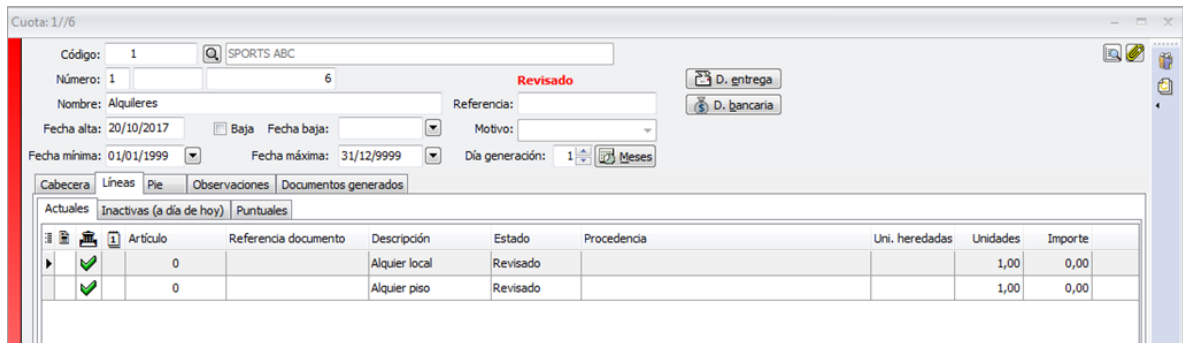 Cuota: 1//6
Código: 1 SPORTS ABC
Número: 1 6 Revisado D. entrega
Nombre: Alquileres Referencia: D. bancaria
Fecha alta: 20/10/2017 Baja Fecha baja: Motivo:
Fecha mínima: 01/01/1999 Fecha máxima: 31/12/9999 Día generación: 1 Meses
Cabecera Líneas Pie Observaciones Documentos generados
Actuales Inactivas (a día de hoy) Puntuales
1 Artículo Referencia documento Descripción Estado Procedencia Uni. heredadas Unidades Importe
0 Alquier local Revisado 1,00 0,00
0 Alquier piso Revisado 1,00 0,00